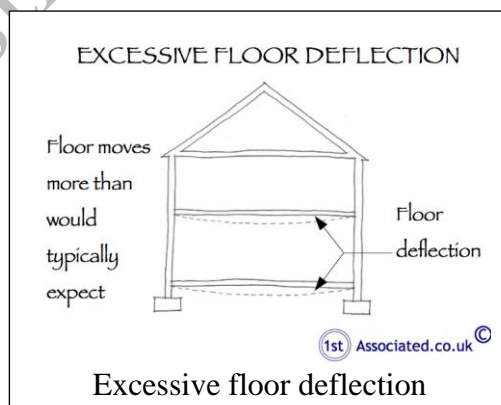 EXCESSIVE FLOOR DEFLECTION
Floor moves
more than
would
typically
expect
Floor
deflection
1st Associated.co.uk ©
Excessive floor deflection